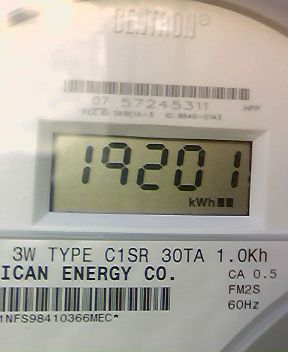 CENTRON®
07 57245311
HPP
19201
kWh
3W TYPE C1SR 30TA 1.0Kh
ICAN ENERGY CO.
CA 0.5
FM2S
60Hz
1NFS98410366MEC*